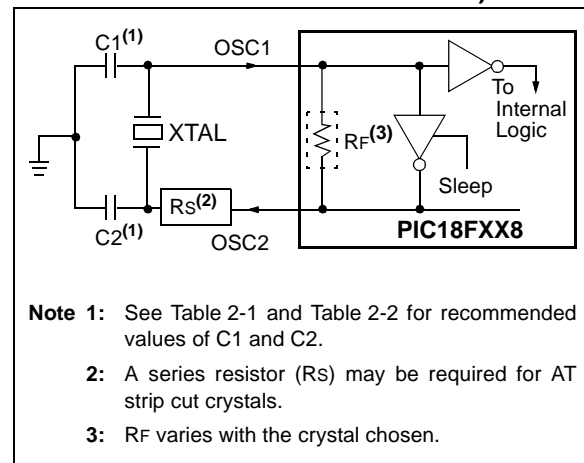 C1(1)
OSC1
To
Internal
Logic
XTAL
RF(3)
Sleep
RS(2)
C2(1)
OSC2
PIC18FXX8
Note 1: See Table 2-1 and Table 2-2 for recommended
values of C1 and C2.
2: A series resistor (RS) may be required for AT
strip cut crystals.
3: RF varies with the crystal chosen.